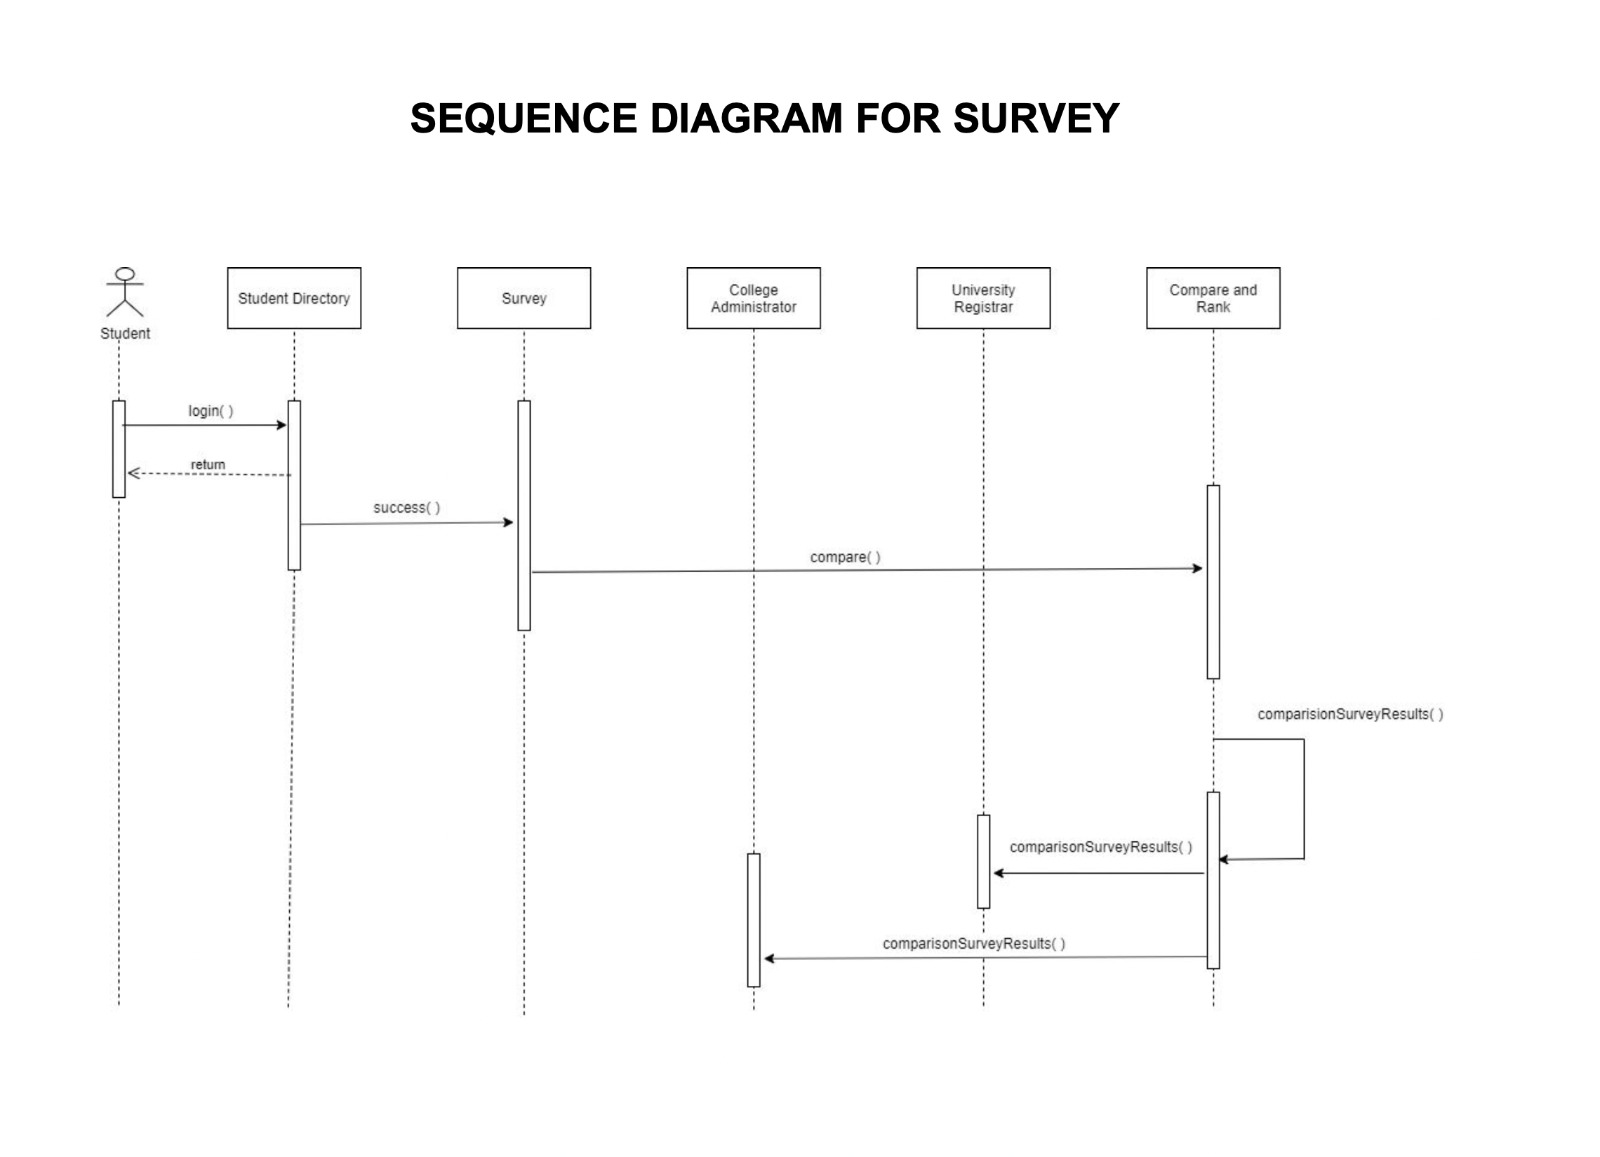 SEQUENCE DIAGRAM FOR SURVEY
Student
Student Directory
Survey
College
Administrator
University
Registrar
Compare and
Rank
login( )
return
success( )
compare( )
comparisionSurveyResults( )
comparisonSurveyResults( )
comparisonSurveyResults( )